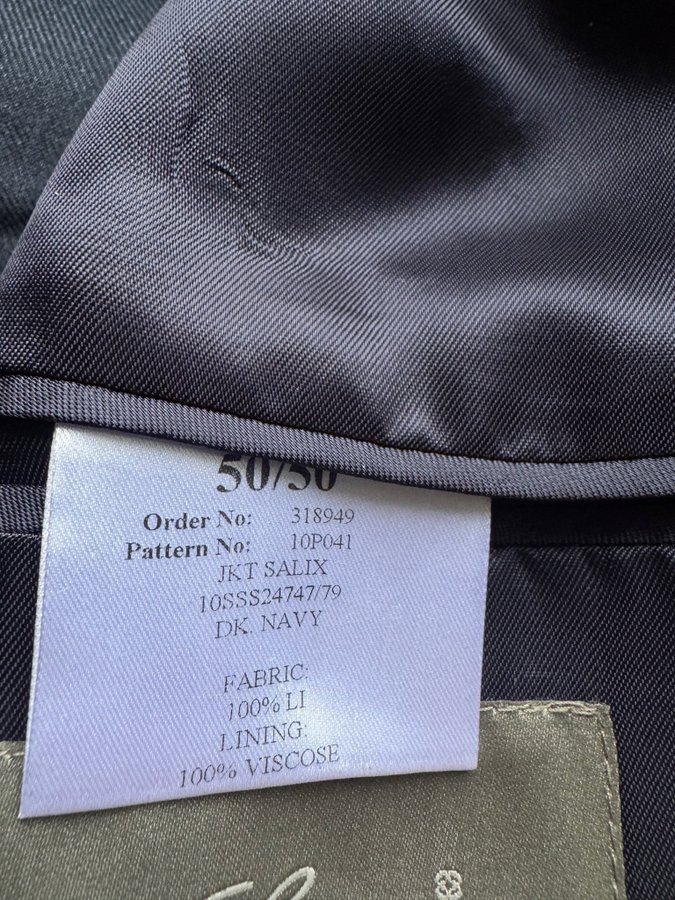 50/50
Order No: 318949
Pattern No: 10P041
JKT SALIX
10SSS24747/79
DK. NAVY
FABRIC:
100% LI
LINING:
100% VISCOSE